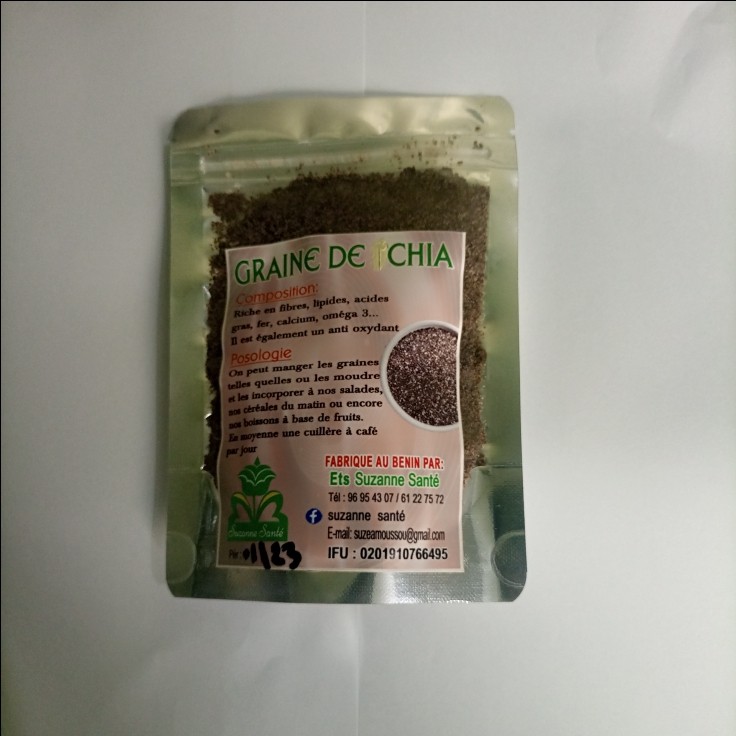 GRAINE DE CHIA
Composition:
Riche en fibres, lipides, acides
gras, fer, calcium, oméga 3...
Il est également un anti oxydant
Posologie
On peut manger les graines
telles quelles ou les moudre
et les incorporer à nos salades,
nos céréales du matin ou encore
nos boissons à base de fruits.
En moyenne une cuillère à café
par jour
FABRIQUE AU BENIN PAR:
Ets Suzanne Santé
Tél : 96 95 43 07 / 61 22 75 72
suzanne santé
E-mail: suzeamoussou@gmail.com
IFU : 0201910766495
Suzanne Santé
Per : 01/23